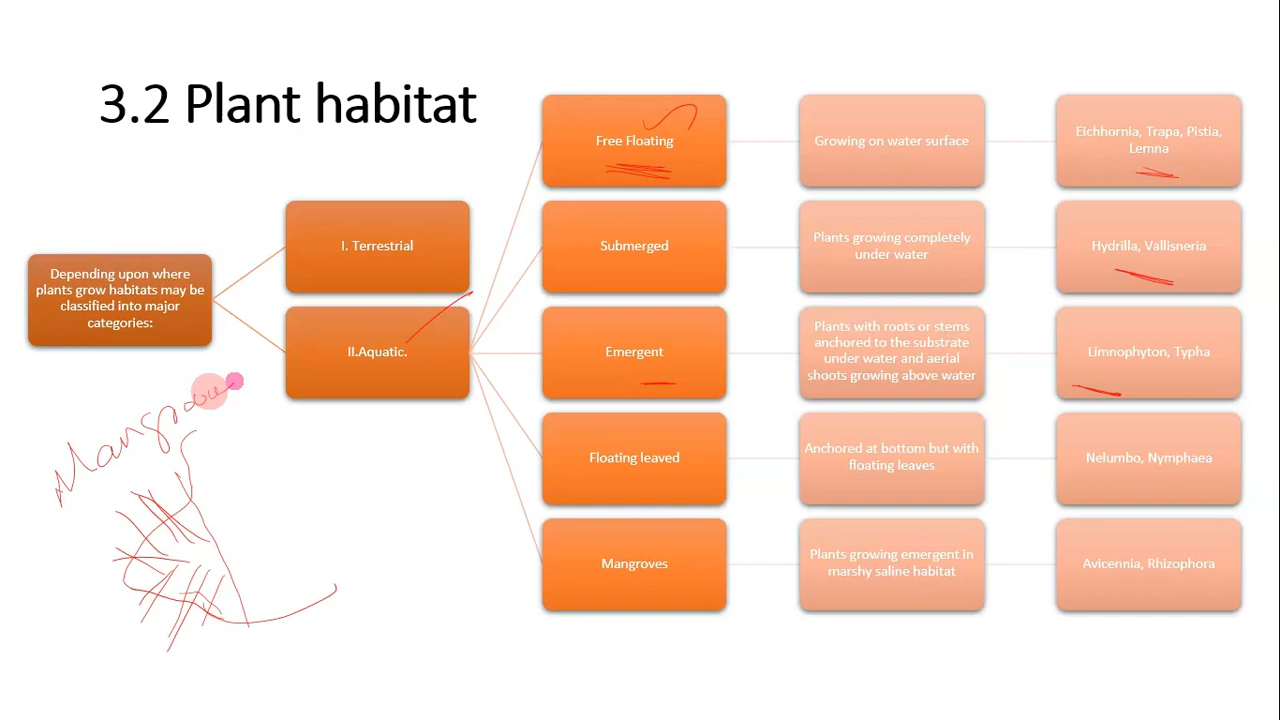 3.2 Plant habitat
Depending upon where
plants grow habitats may be
classified into major
categories:
I. Terrestrial
II.Aquatic.
Free Floating
Growing on water surface
Eichhornia, Trapa, Pistia,
Lemna
Submerged
Plants growing completely
under water
Hydrilla, Vallisneria
Emergent
Plants with roots or stems
anchored to the substrate
under water and aerial
shoots growing above water
Limnophyton, Typha
Floating leaved
Anchored at bottom but with
floating leaves
Nelumbo, Nymphaea
Mangroves
Plants growing emergent in
marshy saline habitat
Avicennia, Rhizophora
Mangrove